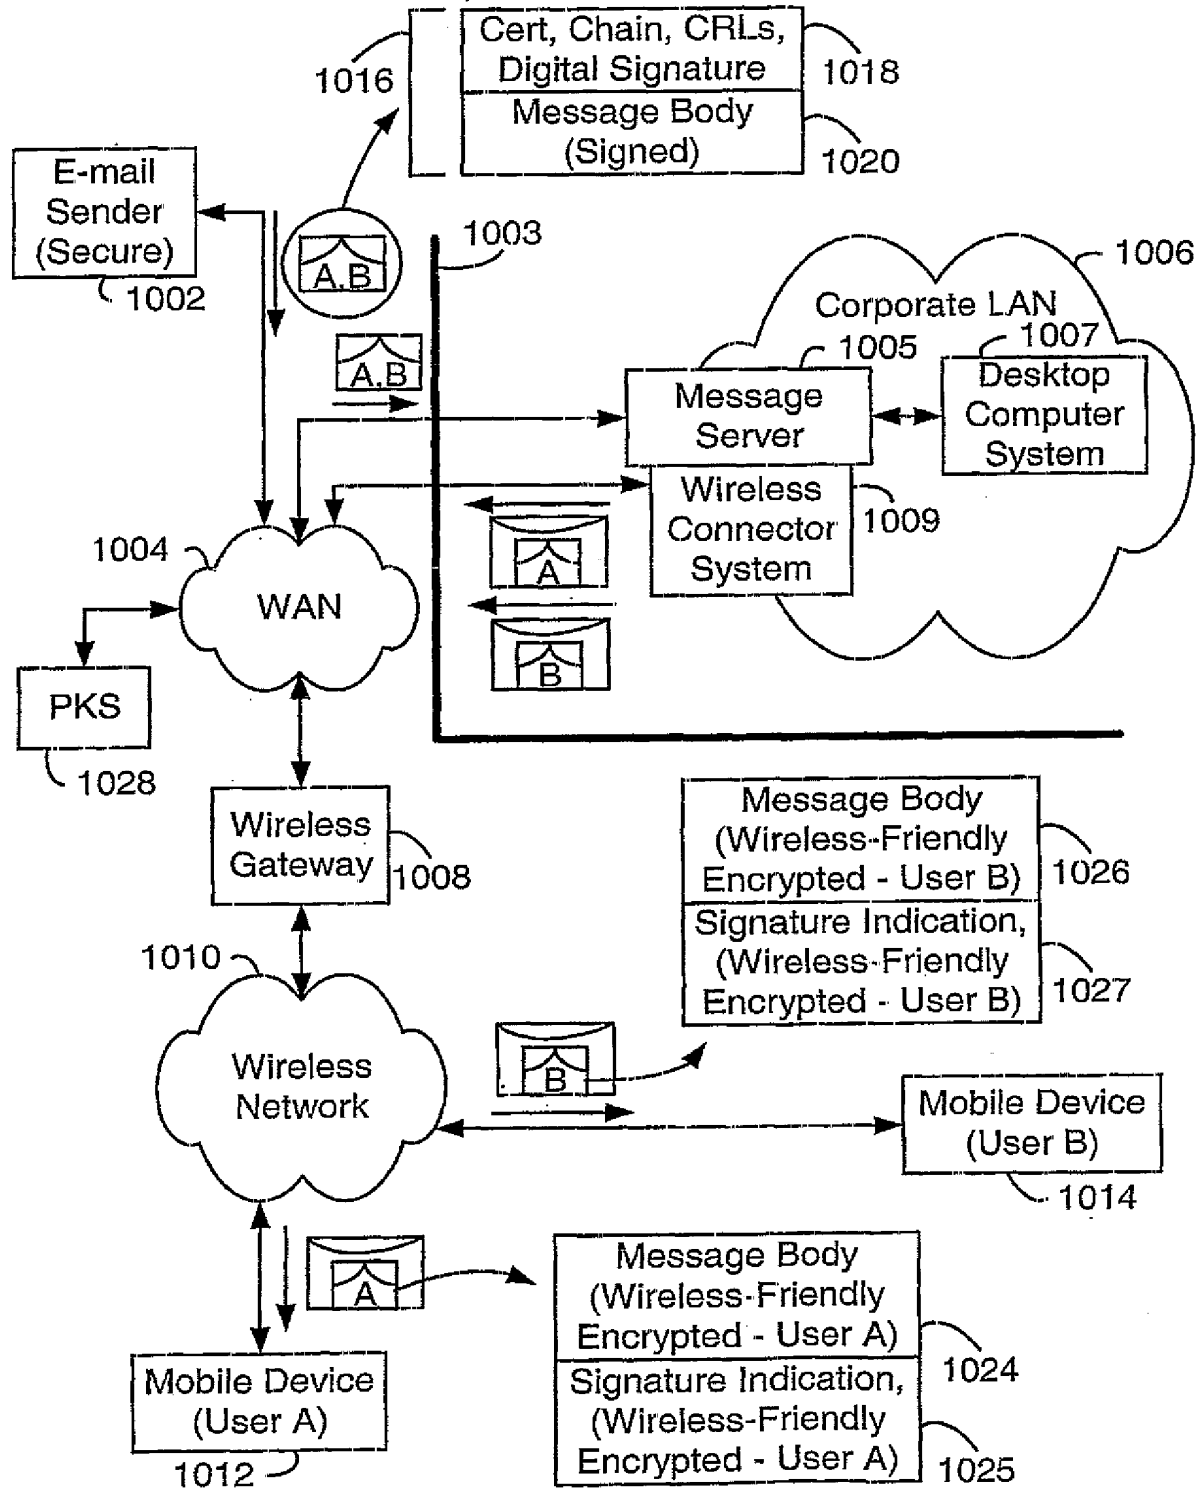 Cert, Chain, CRLs,
Digital Signature
1016
1018
Message Body
(Signed)
1020
E-mail
Sender
(Secure)
1002
A.B
1003
1006
Corporate LAN
A.B
1005
1007
Message
Server
Desktop
Computer
System
Wireless
Connector
System
1009
A
B
1004
WAN
PKS
1028
Wireless
Gateway
1008
Message Body
(Wireless-Friendly
Encrypted - User B)
1026
Signature Indication,
(Wireless-Friendly
Encrypted - User B)
1027
1010
Wireless
Network
B
Mobile Device
(User B)
1014
A
Message Body
(Wireless-Friendly
Encrypted - User A)
1024
Signature Indication,
(Wireless-Friendly
Encrypted - User A)
1025
Mobile Device
(User A)
1012